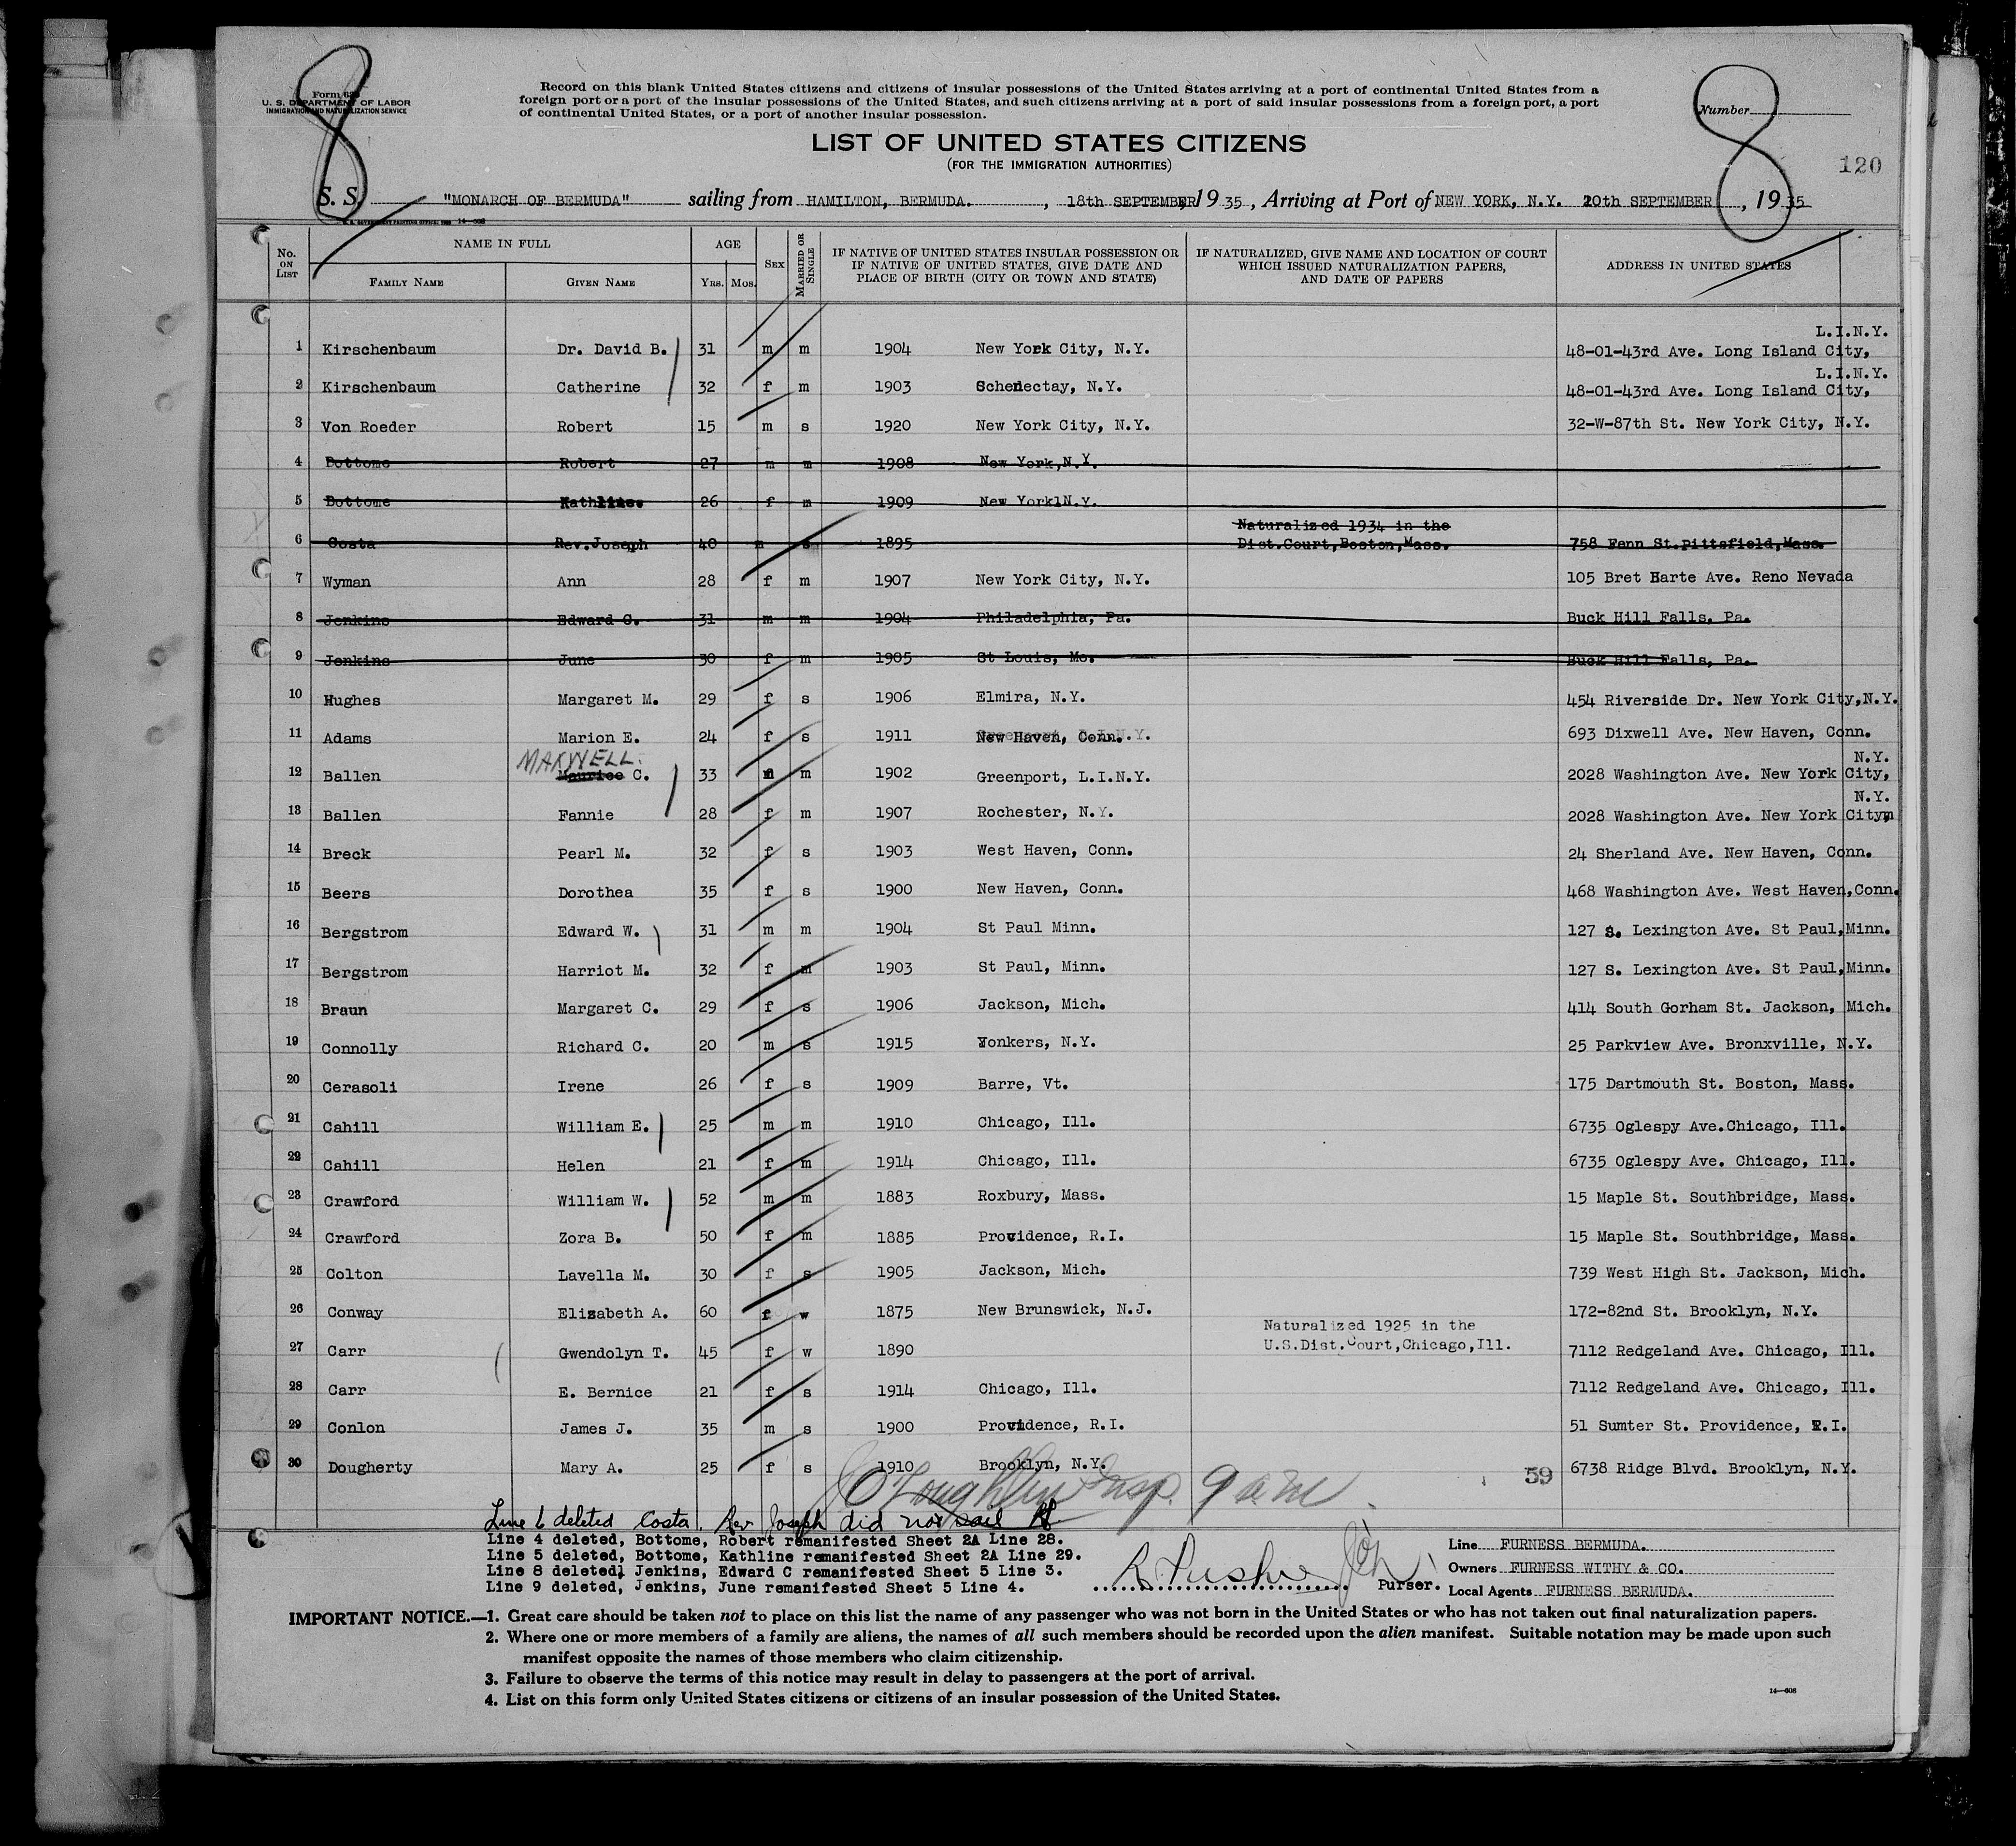 8
8
Form 63
U. S. DEPARTMENT OF LABOR
IMMIGRATION AND NATURALIZATION SERVICE
Record on this blank United States citizens and citizens of insular possessions of the United States arriving at a port of continental United States from a
foreign port or a port of the insular possessions of the United States, and such citizens arriving at a port of said insular possessions from a foreign port, a port
of continental United States, or a port of another insular possession.
Number
120
LIST OF UNITED STATES CITIZENS
(FOR THE IMMIGRATION AUTHORITIES)
S. S. "MONARCH OF BERMUDA" sailing from HAMILTON, BERMUDA. , 18th SEPTEMBER, 1935, Arriving at Port of NEW YORK, N.Y. 20th SEPTEMBER, 1935
U. S. GOVERNMENT PRINTING OFFICE 14—608
No. ON LIST NAME IN FULL FAMILY NAME GIVEN NAME AGE YRS. MOS. SEX MARRIED OR SINGLE IF NATIVE OF UNITED STATES INSULAR POSSESSION OR IF NATIVE OF UNITED STATES, GIVE DATE AND PLACE OF BIRTH (CITY OR TOWN AND STATE) IF NATURALIZED, GIVE NAME AND LOCATION OF COURT WHICH ISSUED NATURALIZATION PAPERS, AND DATE OF PAPERS ADDRESS IN UNITED STATES
1 Kirschenbaum Dr. David B. 31 m m 1904 New York City, N.Y. 48-01-43rd Ave. Long Island City, L.I.N.Y.
2 Kirschenbaum Catherine 32 f m 1903 Schenectay, N.Y. 48-01-43rd Ave. Long Island City, L.I.N.Y.
3 Von Roeder Robert 15 m s 1920 New York City, N.Y. 32-W-87th St. New York City, N.Y.
4 Bottome Robert 27 m m 1908 New York,N.Y.
5 Bottome Kathline. 26 f m 1909 New York1N.Y.
6 Costa Rev.Joseph 40 m s 1895 Naturalized 1934 in the Dist.Court,Boston,Mass. 758 Fenn St.Pittsfield,Mass.
7 Wyman Ann 28 f m 1907 New York City, N.Y. 105 Bret Harte Ave. Reno Nevada
8 Jenkins Edward C. 31 m m 1904 Philadelphia, Pa. Buck Hill Falls. Pa.
9 Jenkins June 30 f m 1905 St Louis, Mo. Buck Hill Falls, Pa.
10 Hughes Margaret M. 29 f s 1906 Elmira, N.Y. 454 Riverside Dr. New York City,N.Y.
11 Adams Marion E. 24 f s 1911 New Haven, Conn. 693 Dixwell Ave. New Haven, Conn.
MAXWELL.
12 Ballen Maurice C. 33 m m 1902 Greenport, L.I.N.Y. 2028 Washington Ave. New York City, N.Y.
13 Ballen Fannie 28 f m 1907 Rochester, N.Y. 2028 Washington Ave. New York City, N.Y.
14 Breck Pearl M. 32 f s 1903 West Haven, Conn. 24 Sherland Ave. New Haven, Conn.
15 Beers Dorothea 35 f s 1900 New Haven, Conn. 468 Washington Ave. West Haven,Conn.
16 Bergstrom Edward W. 31 m m 1904 St Paul Minn. 127 S. Lexington Ave. St Paul,Minn.
17 Bergstrom Harriot M. 32 f m 1903 St Paul, Minn. 127 S. Lexington Ave. St Paul,Minn.
18 Braun Margaret C. 29 f s 1906 Jackson, Mich. 414 South Gorham St. Jackson, Mich.
19 Connolly Richard C. 20 m s 1915 Yonkers, N.Y. 25 Parkview Ave. Bronxville, N.Y.
20 Cerasoli Irene 26 f s 1909 Barre, Vt. 175 Dartmouth St. Boston, Mass.
21 Cahill William E. 25 m m 1910 Chicago, Ill. 6735 Oglespy Ave.Chicago, Ill.
22 Cahill Helen 21 f m 1914 Chicago, Ill. 6735 Oglespy Ave. Chicago, Ill.
23 Crawford William W. 52 m m 1883 Roxbury, Mass. 15 Maple St. Southbridge, Mass.
24 Crawford Zora B. 50 f m 1885 Providence, R.I. 15 Maple St. Southbridge, Mass.
25 Colton Lavella M. 30 f s 1905 Jackson, Mich. 739 West High St. Jackson, Mich.
26 Conway Elizabeth A. 60 f w 1875 New Brunswick, N.J. 172-82nd St. Brooklyn, N.Y.
27 Carr Gwendolyn T. 45 f w 1890 Naturalized 1925 in the U.S.Dist.Court,Chicago,Ill. 7112 Redgeland Ave. Chicago, Ill.
28 Carr E. Bernice 21 f s 1914 Chicago, Ill. 7112 Redgeland Ave. Chicago, Ill.
29 Conlon James J. 35 m s 1900 Providence, R.I. 51 Sumter St. Providence, R.I.
30 Dougherty Mary A. 25 f s 1910 Brooklyn, N.Y. 6738 Ridge Blvd. Brooklyn, N.Y.
O'Loughlin Insp. 9 a.m.
59
Line 6 deleted Costa, Rev Joseph did not sail
Line 4 deleted, Bottome, Robert remanifested Sheet 2A Line 28.
Line 5 deleted, Bottome, Kathline remanifested Sheet 2A Line 29.
Line 8 deleted, Jenkins, Edward C remanifested Sheet 5 Line 3.
Line 9 deleted, Jenkins, June remanifested Sheet 5 Line 4.
Purser.
Line FURNESS BERMUDA.
Owners FURNESS WITHY & CO.
Local Agents FURNESS BERMUDA.
IMPORTANT NOTICE.—1. Great care should be taken not to place on this list the name of any passenger who was not born in the United States or who has not taken out final naturalization papers.
2. Where one or more members of a family are aliens, the names of all such members should be recorded upon the alien manifest. Suitable notation may be made upon such
manifest opposite the names of those members who claim citizenship.
3. Failure to observe the terms of this notice may result in delay to passengers at the port of arrival.
4. List on this form only United States citizens or citizens of an insular possession of the United States.
14—608